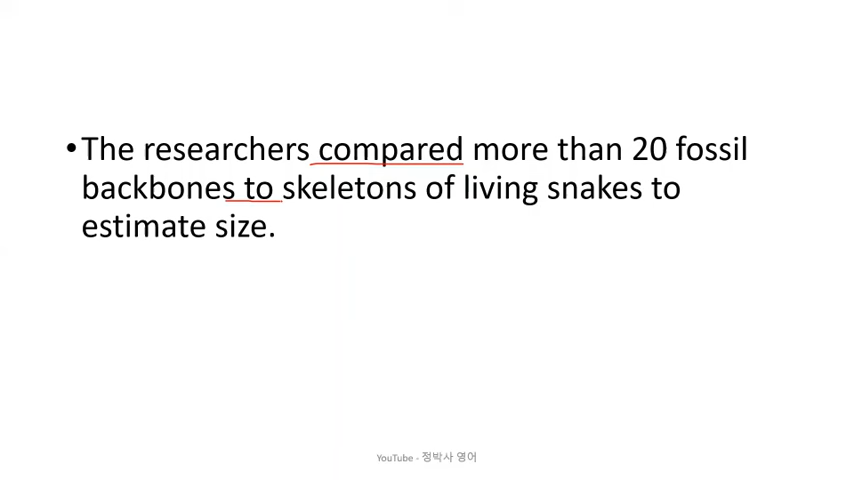 •The researchers compared more than 20 fossil
backbones to skeletons of living snakes to
estimate size.
YouTube - 정박사 영어